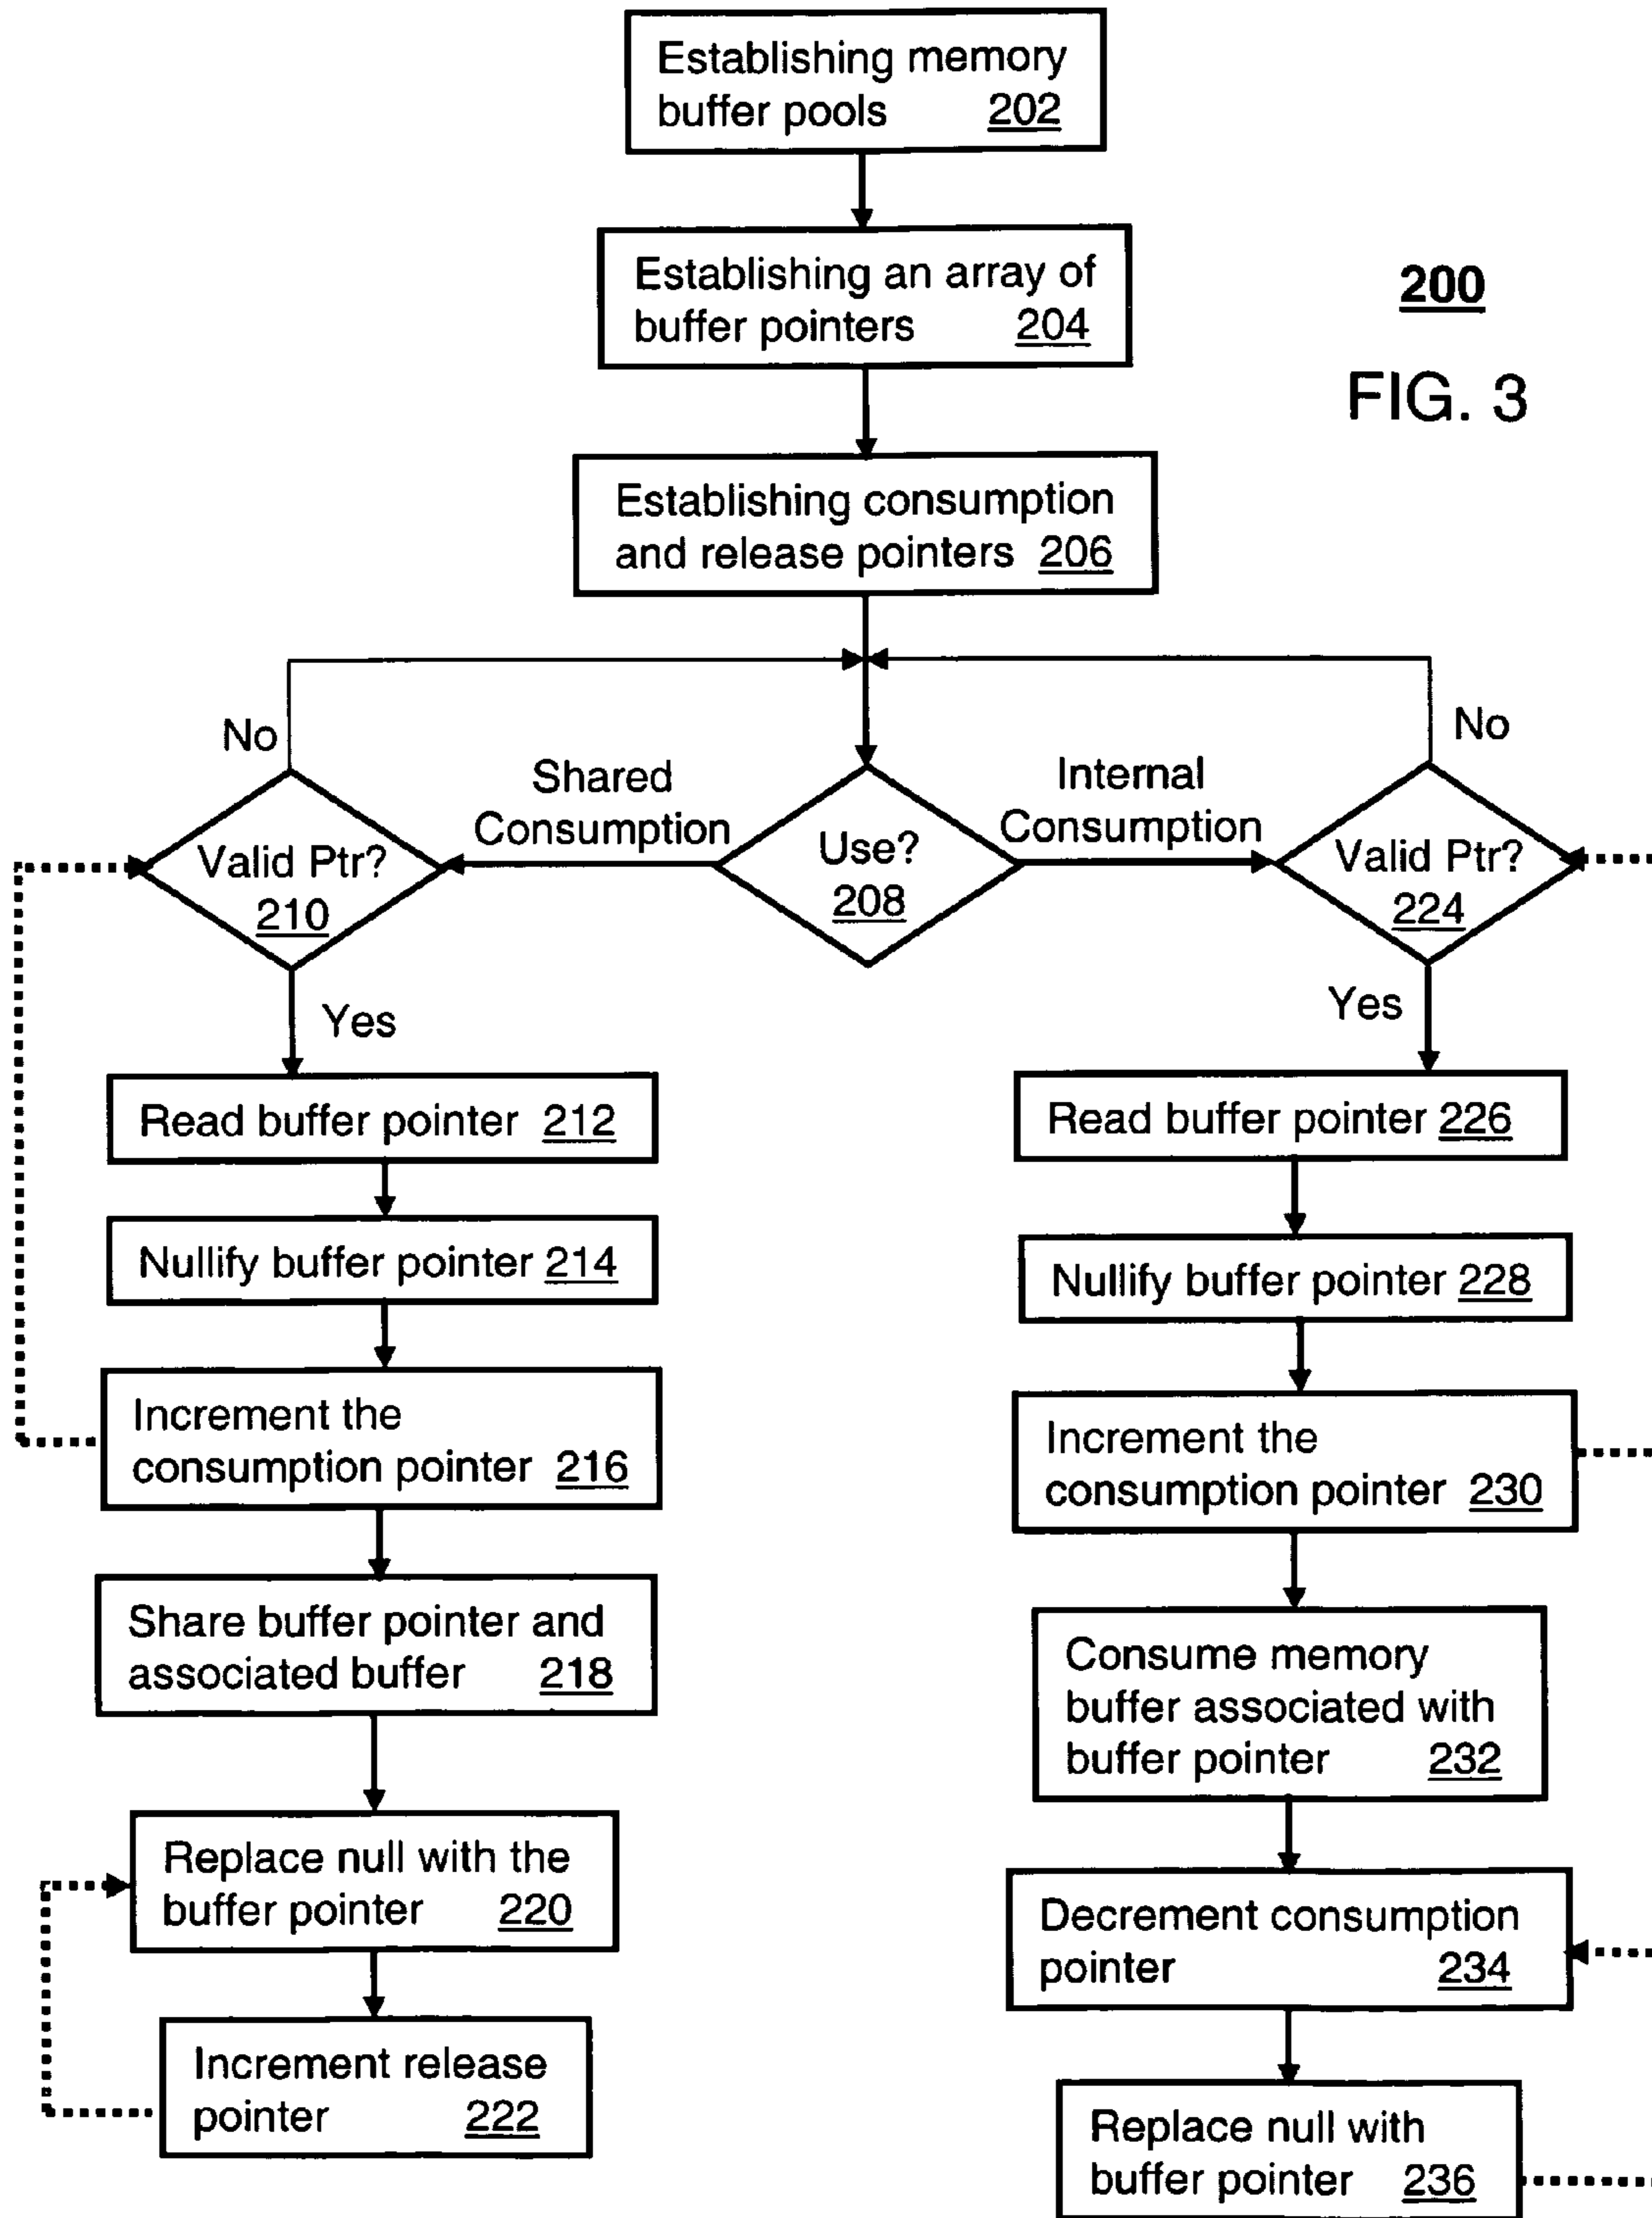 Establishing memory
buffer pools 202
Establishing an array of
buffer pointers 204
200
FIG. 3
Establishing consumption
and release pointers 206
No
No
Shared
Consumption
Internal
Consumption
Valid Ptr?
210
Use?
208
Valid Ptr?
224
Yes
Yes
Read buffer pointer 212
Nullify buffer pointer 214
Increment the
consumption pointer 216
Share buffer pointer and
associated buffer 218
Replace null with the
buffer pointer 220
Increment release
pointer 222
Read buffer pointer 226
Nullify buffer pointer 228
Increment the
consumption pointer 230
Consume memory
buffer associated with
buffer pointer 232
Decrement consumption
pointer 234
Replace null with
buffer pointer 236